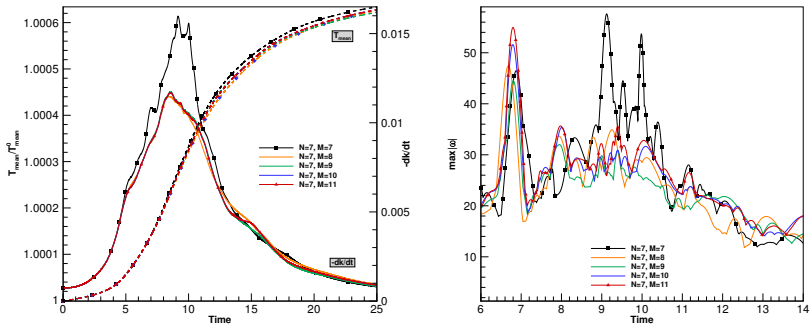 1.0006
1.0005
1.0004
1.0003
1.0002
1.0001
1
T_mean/T^0_mean
0 5 10 15 20 25
Time
0.015
0.01
0.005
0
-dk/dt
T_mean
N=7, M=7
N=7, M=8
N=7, M=9
N=7, M=10
N=7, M=11
-dk/dt
50
40
30
20
10
max|ω|
6 7 8 9 10 11 12 13 14
Time
N=7, M=7
N=7, M=8
N=7, M=9
N=7, M=10
N=7, M=11